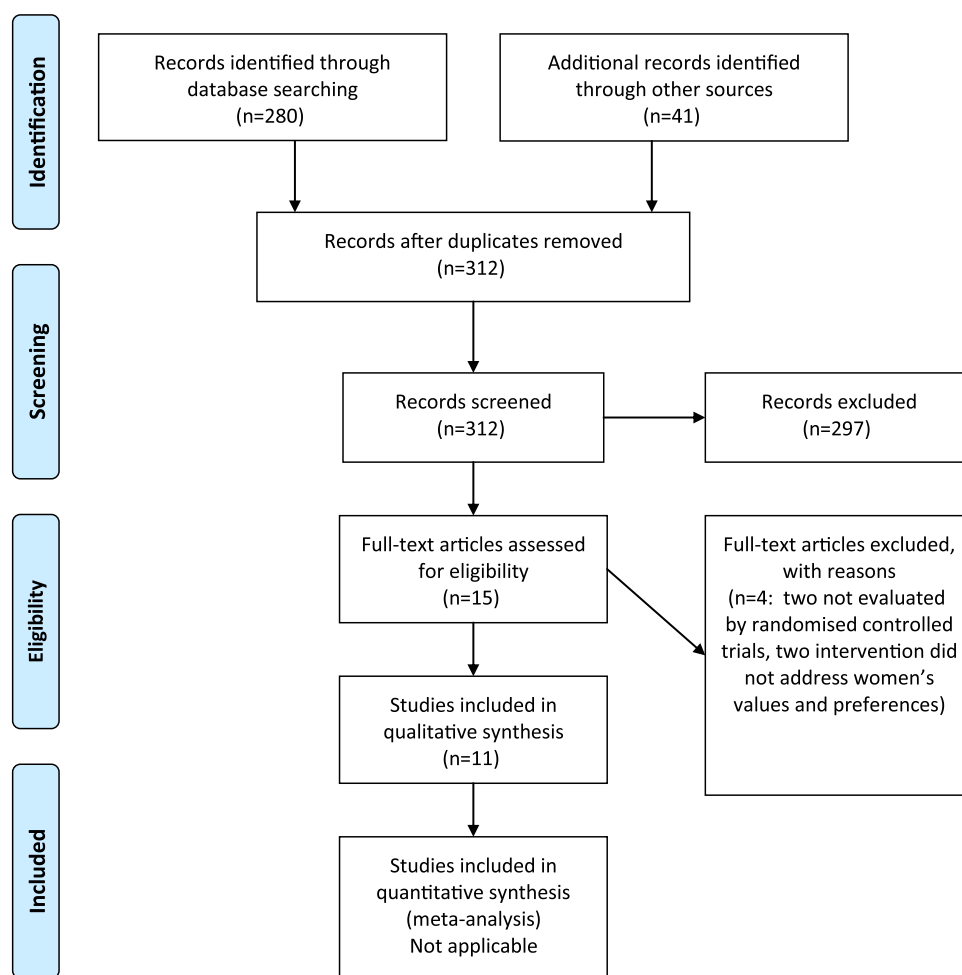 Identification
Records identified through
database searching
(n=280)
Additional records identified
through other sources
(n=41)
Records after duplicates removed
(n=312)
Screening
Records screened
(n=312)
Records excluded
(n=297)
Eligibility
Full-text articles assessed
for eligibility
(n=15)
Full-text articles excluded,
with reasons
(n=4:  two not evaluated
by randomised controlled
trials, two intervention did
not address women’s
values and preferences)
Studies included in
qualitative synthesis
(n=11)
Included
Studies included in
quantitative synthesis
(meta-analysis)
Not applicable